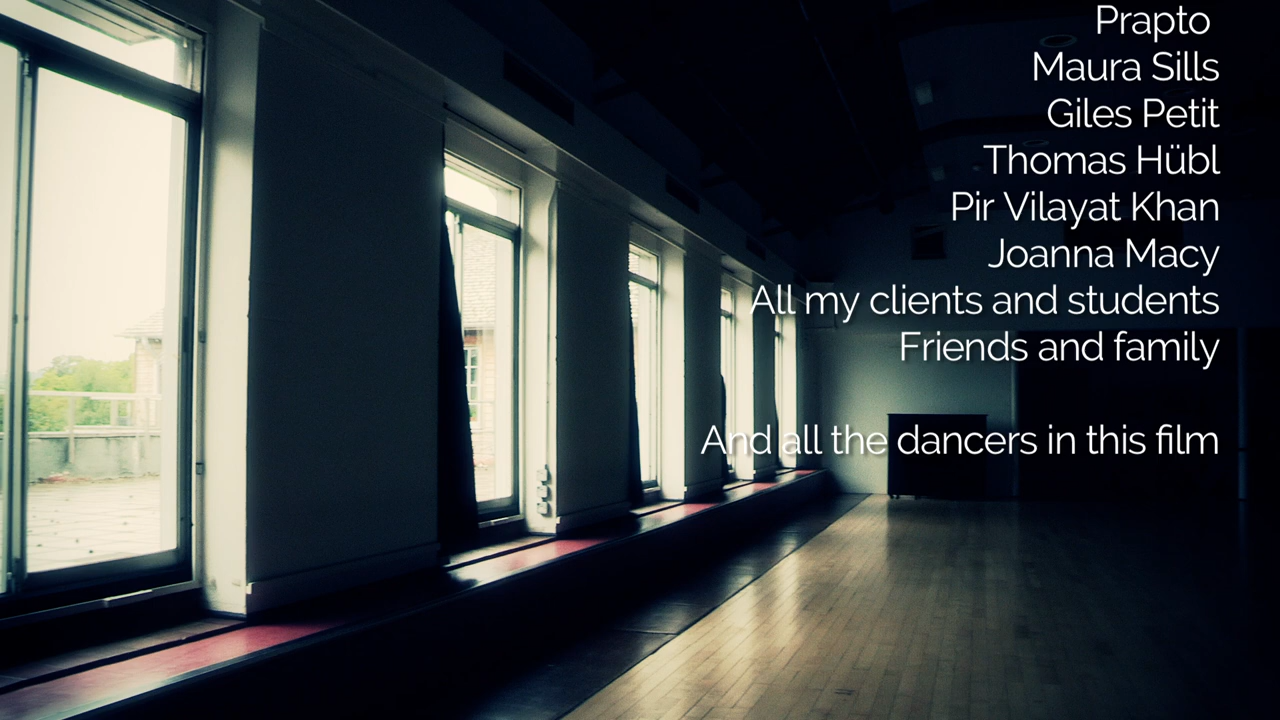 Prapto
Maura Sills
Giles Petit
Thomas Hübl
Pir Vilayat Khan
Joanna Macy
All my clients and students
Friends and family
And all the dancers in this film